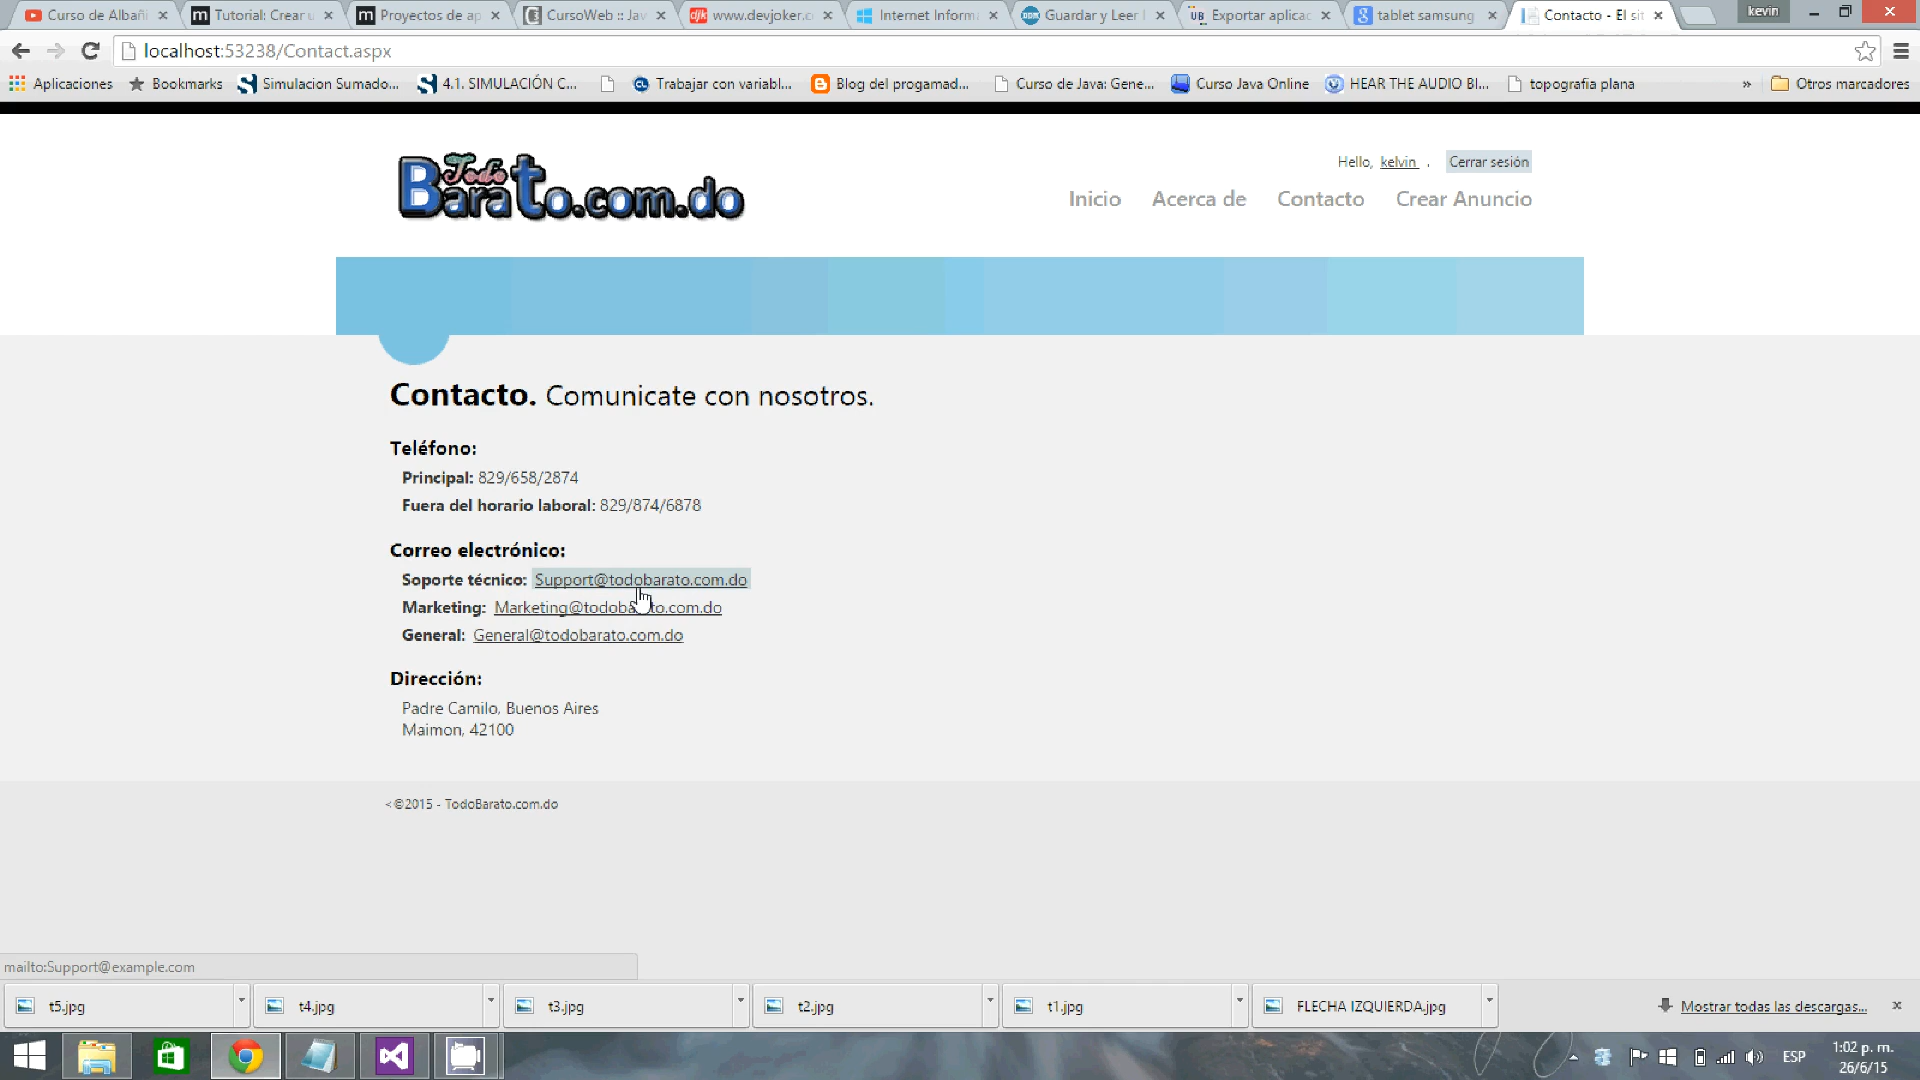 Curso de Albañi
Tutorial: Crear u
Proyectos de ap
CursoWeb :: Jav
www.devjoker.c
Internet Inform
Guardar y Leer
Exportar aplicac
tablet samsung
Contacto - El sit
kevin
localhost:53238/Contact.aspx
Aplicaciones
Bookmarks
Simulacion Sumado...
4.1. SIMULACIÓN C...
Trabajar con variabl...
Blog del progamad...
Curso de Java: Gene...
Curso Java Online
HEAR THE AUDIO BI...
topografia plana
»
Otros marcadores
Todo
Barato.com.do
Hello, kelvin . Cerrar sesión
Inicio Acerca de Contacto Crear Anuncio
Contacto. Comunicate con nosotros.
Teléfono:
Principal: 829/658/2874
Fuera del horario laboral: 829/874/6878
Correo electrónico:
Soporte técnico: Support@todobarato.com.do
Marketing: Marketing@todobarato.com.do
General: General@todobarato.com.do
Dirección:
Padre Camilo, Buenos Aires
Maimon, 42100
<©2015 - TodoBarato.com.do
mailto:Support@example.com
t5.jpg
t4.jpg
t3.jpg
t2.jpg
t1.jpg
FLECHA IZQUIERDA.jpg
Mostrar todas las descargas...
ESP
1:02 p. m.
26/6/15